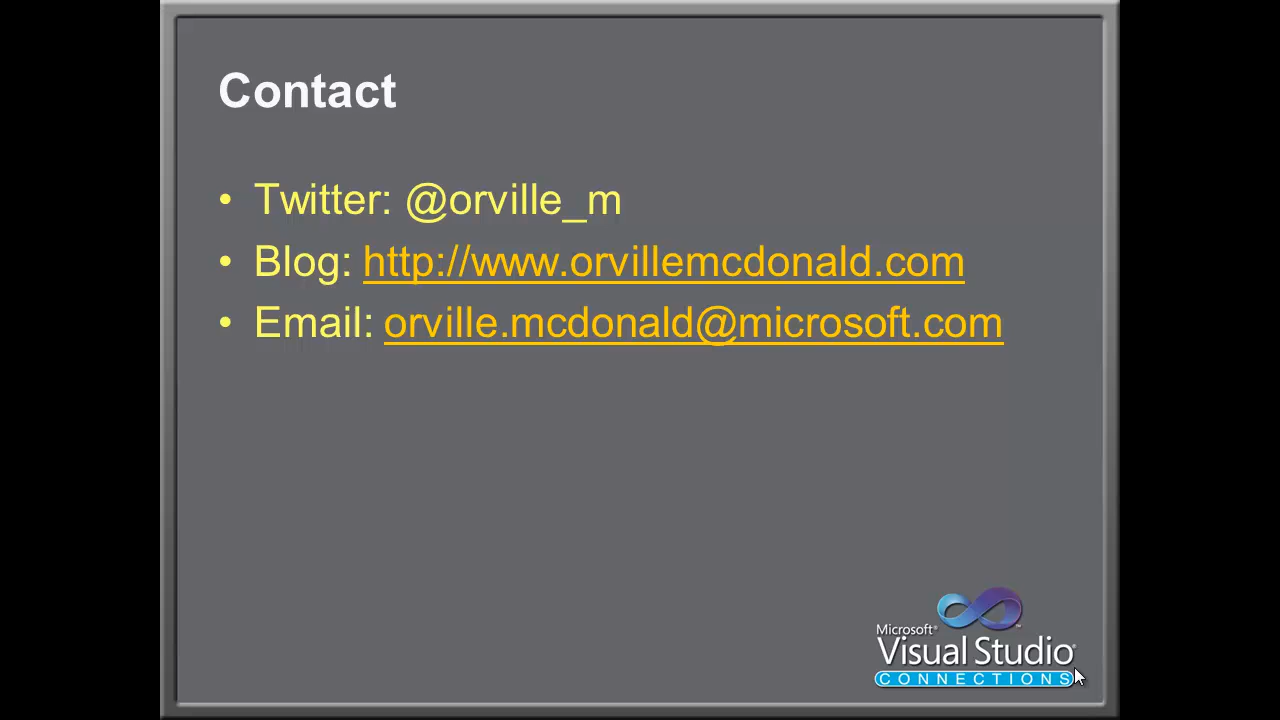 Contact
• Twitter: @orville_m
• Blog: http://www.orvillemcdonald.com
• Email: orville.mcdonald@microsoft.com
Microsoft®
Visual Studio®
CONNECTIONS